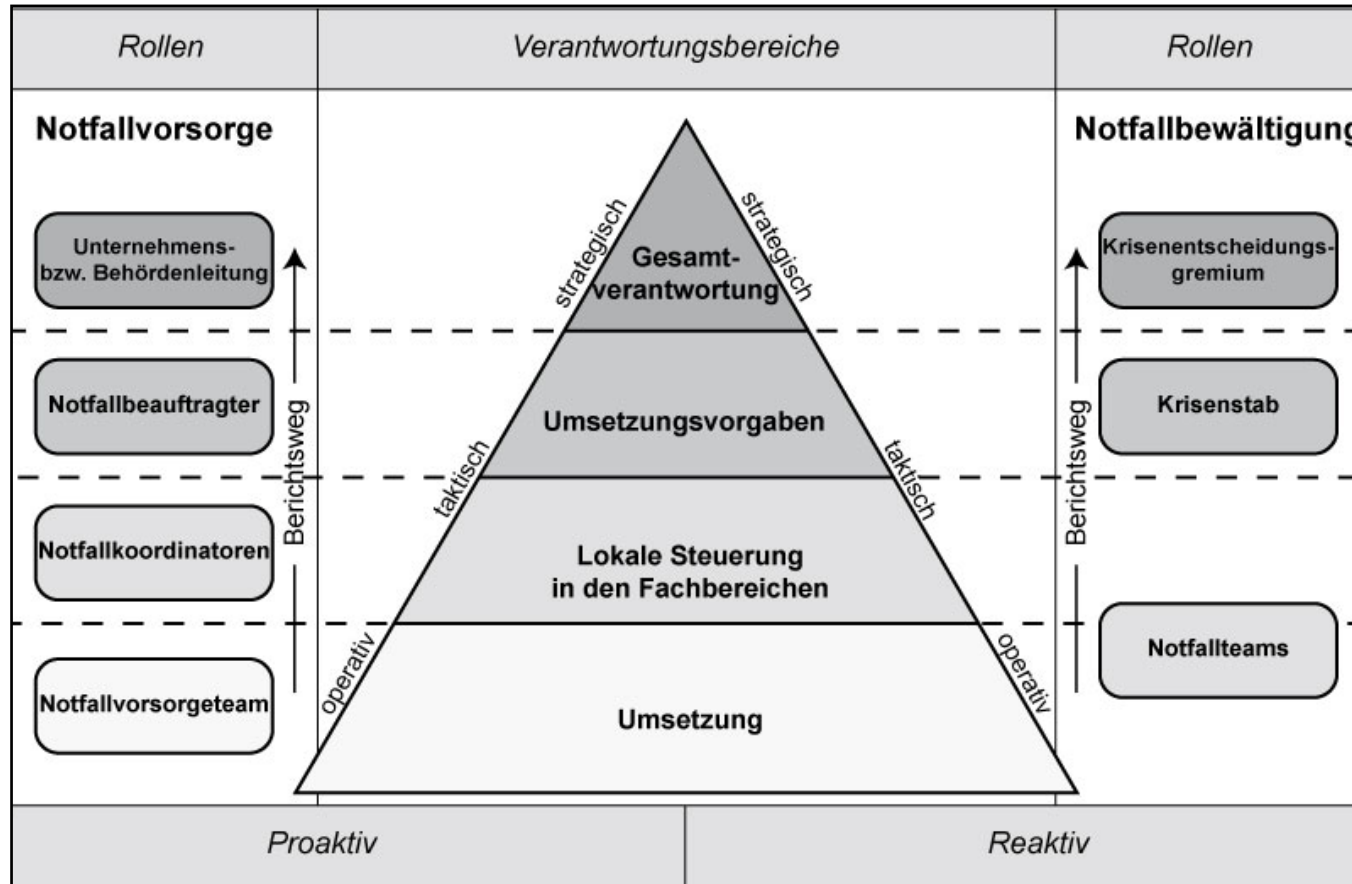 Rollen
Verantwortungsbereiche
Rollen
Notfallvorsorge
Notfallbewältigung
Unternehmens-
bzw. Behördenleitung
strategisch
Gesamt-
verantwortung
strategisch
Krisenentscheidungs-
gremium
Notfallbeauftragter
Berichtsweg
taktisch
Umsetzungsvorgaben
taktisch
Berichtsweg
Krisenstab
Notfallkoordinatoren
Lokale Steuerung
in den Fachbereichen
Notfallvorsorgeteam
operativ
Umsetzung
operativ
Notfallteams
Proaktiv
Reaktiv